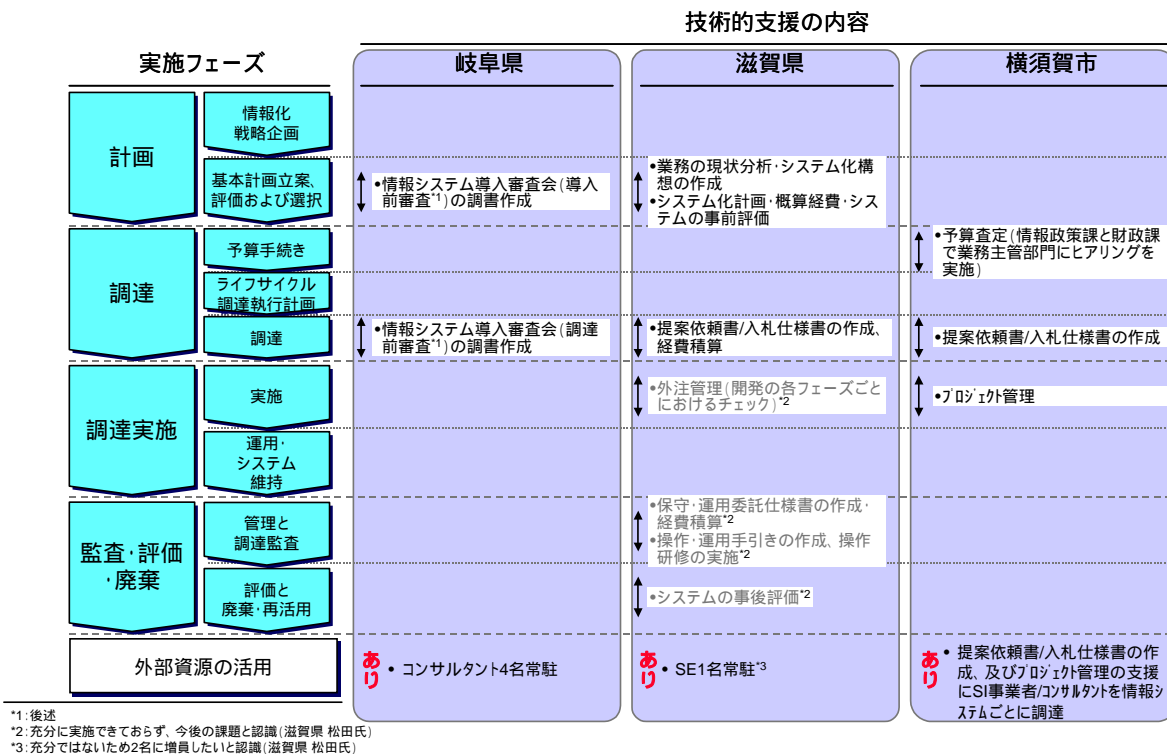 技術的支援の内容
実施フェーズ
岐阜県
滋賀県
横須賀市
計画
情報化
戦略企画
基本計画立案、
評価および選択
•情報システム導入審査会(導入
前審査*1)の調書作成
•業務の現状分析・システム化構
想の作成
•システム化計画・概算経費・シス
テムの事前評価
調達
予算手続き
•予算査定(情報政策課と財政課
で業務主管部門にヒアリングを
実施)
ライフサイクル
調達執行計画
調達
•情報システム導入審査会(調達
前審査*1)の調書作成
•提案依頼書/入札仕様書の作成、
経費積算
•提案依頼書/入札仕様書の作成
調達実施
実施
•外注管理(開発の各フェーズごと
におけるチェック)*2
•プロジェクト管理
運用・
システム
維持
監査・評価
・廃棄
管理と
調達監査
•保守・運用委託仕様書の作成・
経費積算*2
•操作・運用手引きの作成、操作
研修の実施*2
評価と
廃棄・再活用
•システムの事後評価*2
外部資源の活用
あり
• コンサルタント4名常駐
あり
• SE1名常駐*3
あり
• 提案依頼書/入札仕様書の作
成、及びプロジェクト管理の支援
にSI事業者/コンサルタントを情報シ
ステムごとに調達
*1:後述
*2:充分に実施できておらず、今後の課題と認識(滋賀県 松田氏)
*3:充分ではないため2名に増員したいと認識(滋賀県 松田氏)